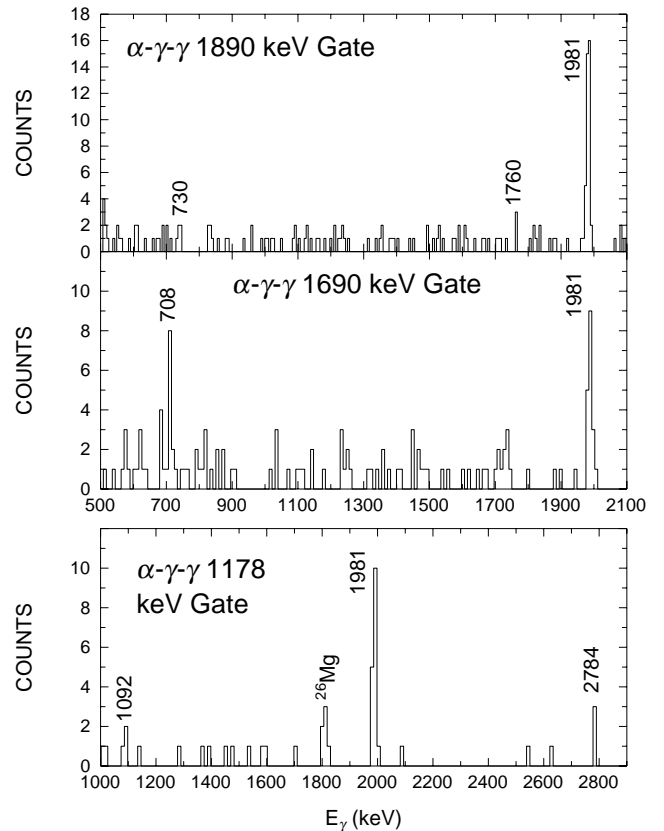 18
16
14
12
10
8
6
4
2
0
COUNTS
α-γ-γ 1890 keV Gate
730
1760
1981
10
8
6
4
2
0
COUNTS
α-γ-γ 1690 keV Gate
708
1981
500 700 900 1100 1300 1500 1700 1900 2100
10
8
6
4
2
0
COUNTS
α-γ-γ 1178
keV Gate
1092
26Mg
1981
2784
1000 1200 1400 1600 1800 2000 2200 2400 2600 2800
Eγ (keV)